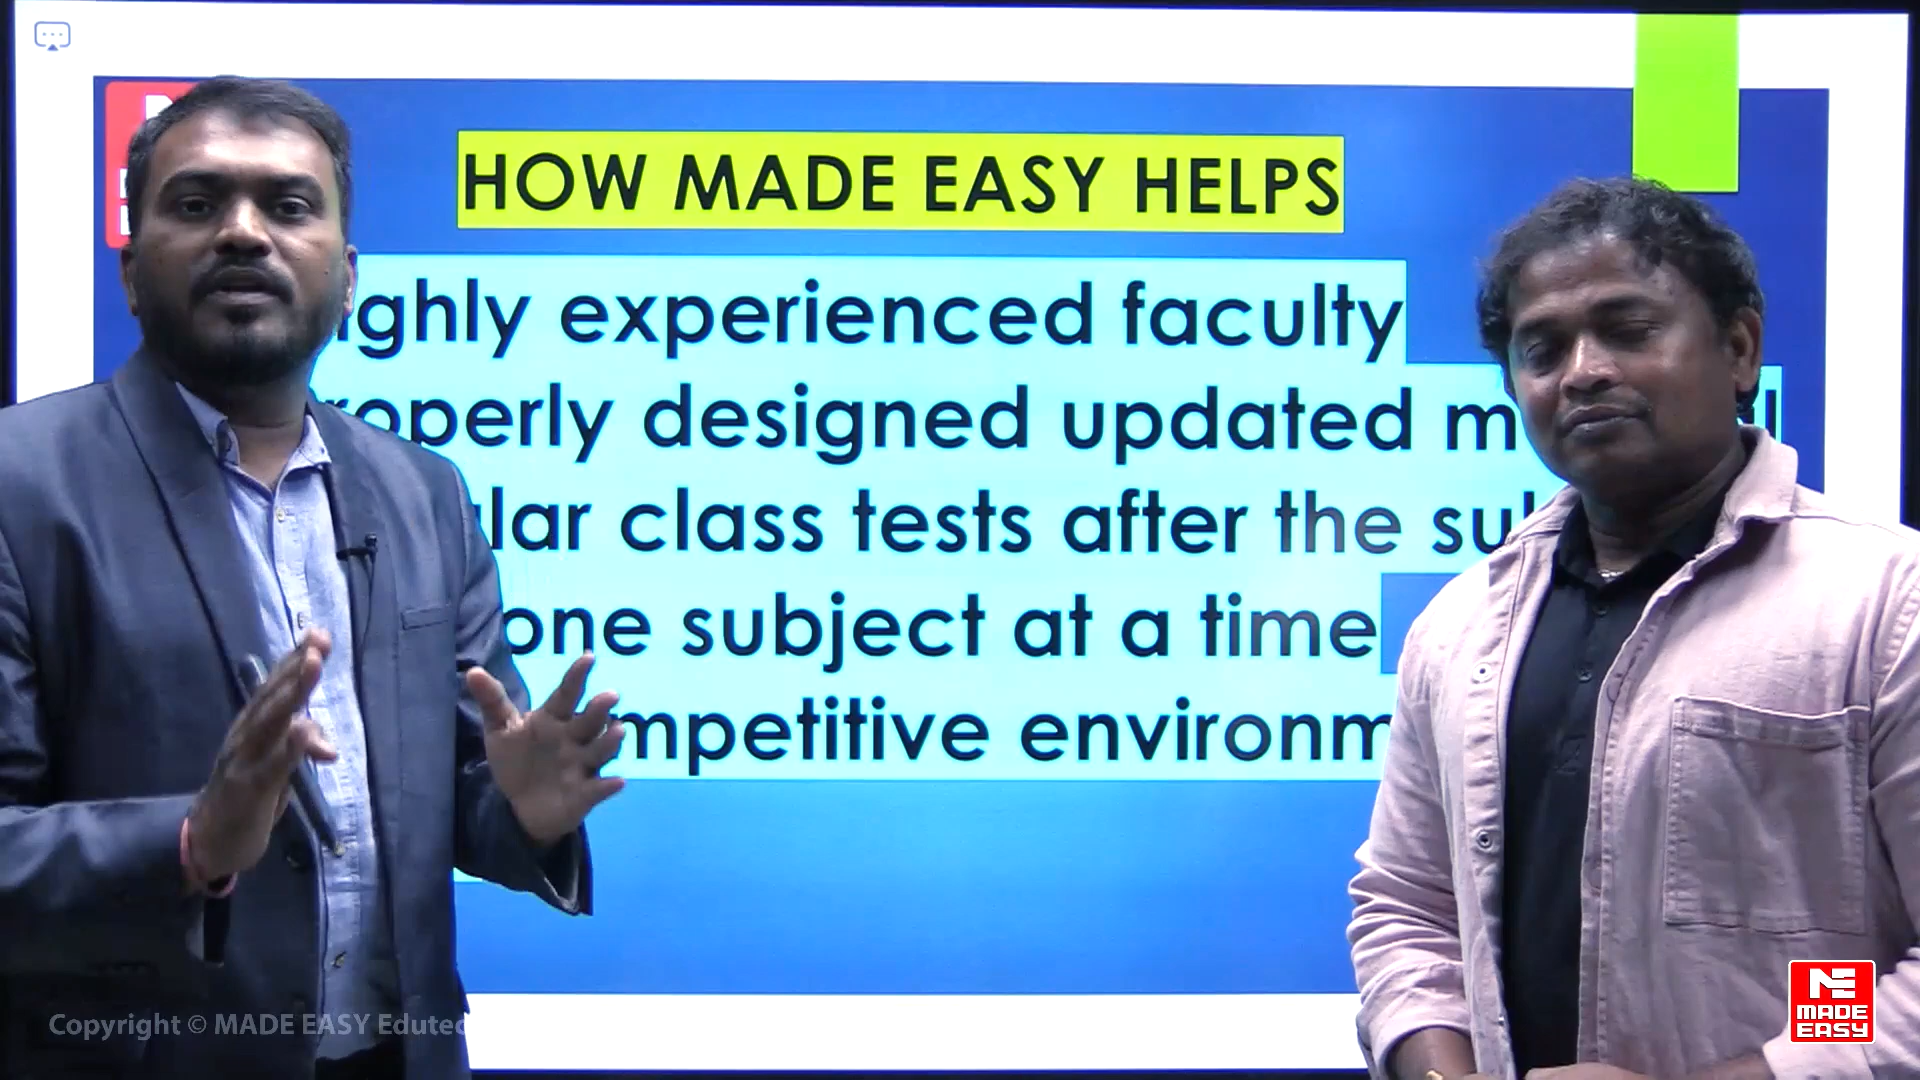 HOW MADE EASY HELPS
ghly experienced faculty
roperly designed updated m
lar class tests after the su
one subject at a time
mpetitive environm
Copyright © MADE EASY Edutec
MADE
EASY